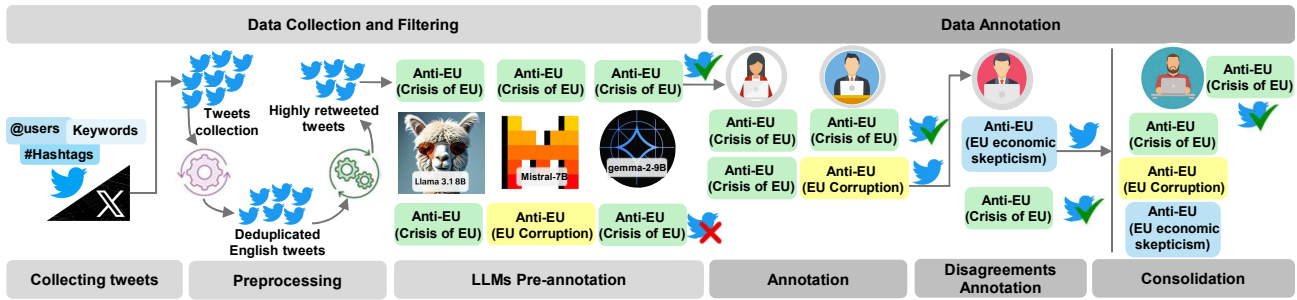 Data Collection and Filtering
Data Annotation
@users
Keywords
#Hashtags
X
Tweets
collection
Highly retweeted
tweets
Deduplicated
English tweets
Anti-EU
(Crisis of EU)
Anti-EU
(Crisis of EU)
Anti-EU
(Crisis of EU)
Llama 3.1 8B
Mistral-7B
gemma-2-9B
Anti-EU
(Crisis of EU)
Anti-EU
(EU Corruption)
Anti-EU
(Crisis of EU)
Anti-EU
(Crisis of EU)
Anti-EU
(Crisis of EU)
Anti-EU
(Crisis of EU)
Anti-EU
(EU Corruption)
Anti-EU
(EU economic
skepticism)
Anti-EU
(Crisis of EU)
Anti-EU
(Crisis of EU)
Anti-EU
(Crisis of EU)
Anti-EU
(EU Corruption)
Anti-EU
(EU economic
skepticism)
Collecting tweets
Preprocessing
LLMs Pre-annotation
Annotation
Disagreements
Annotation
Consolidation